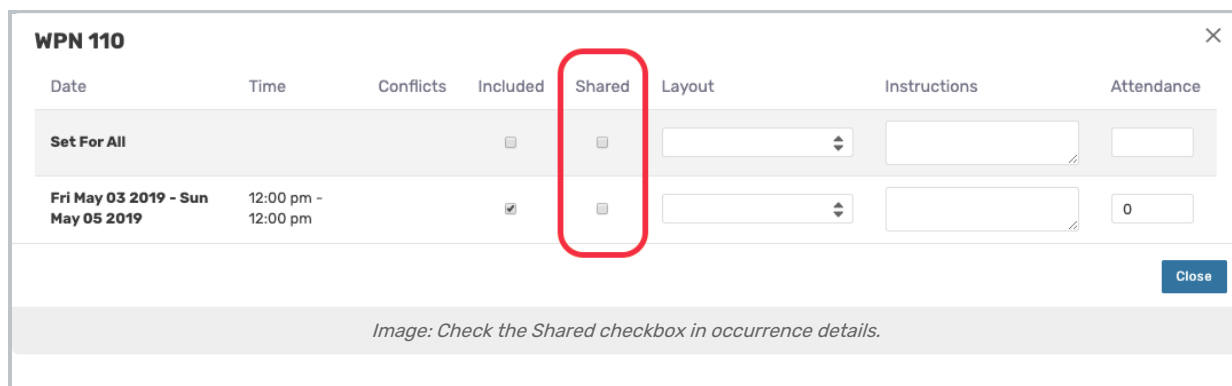 WPN 110
Date Time Conflicts Included Shared Layout Instructions Attendance
Set For All
Fri May 03 2019 - Sun 12:00 pm -
May 05 2019 12:00 pm 0
Close
Image: Check the Shared checkbox in occurrence details.